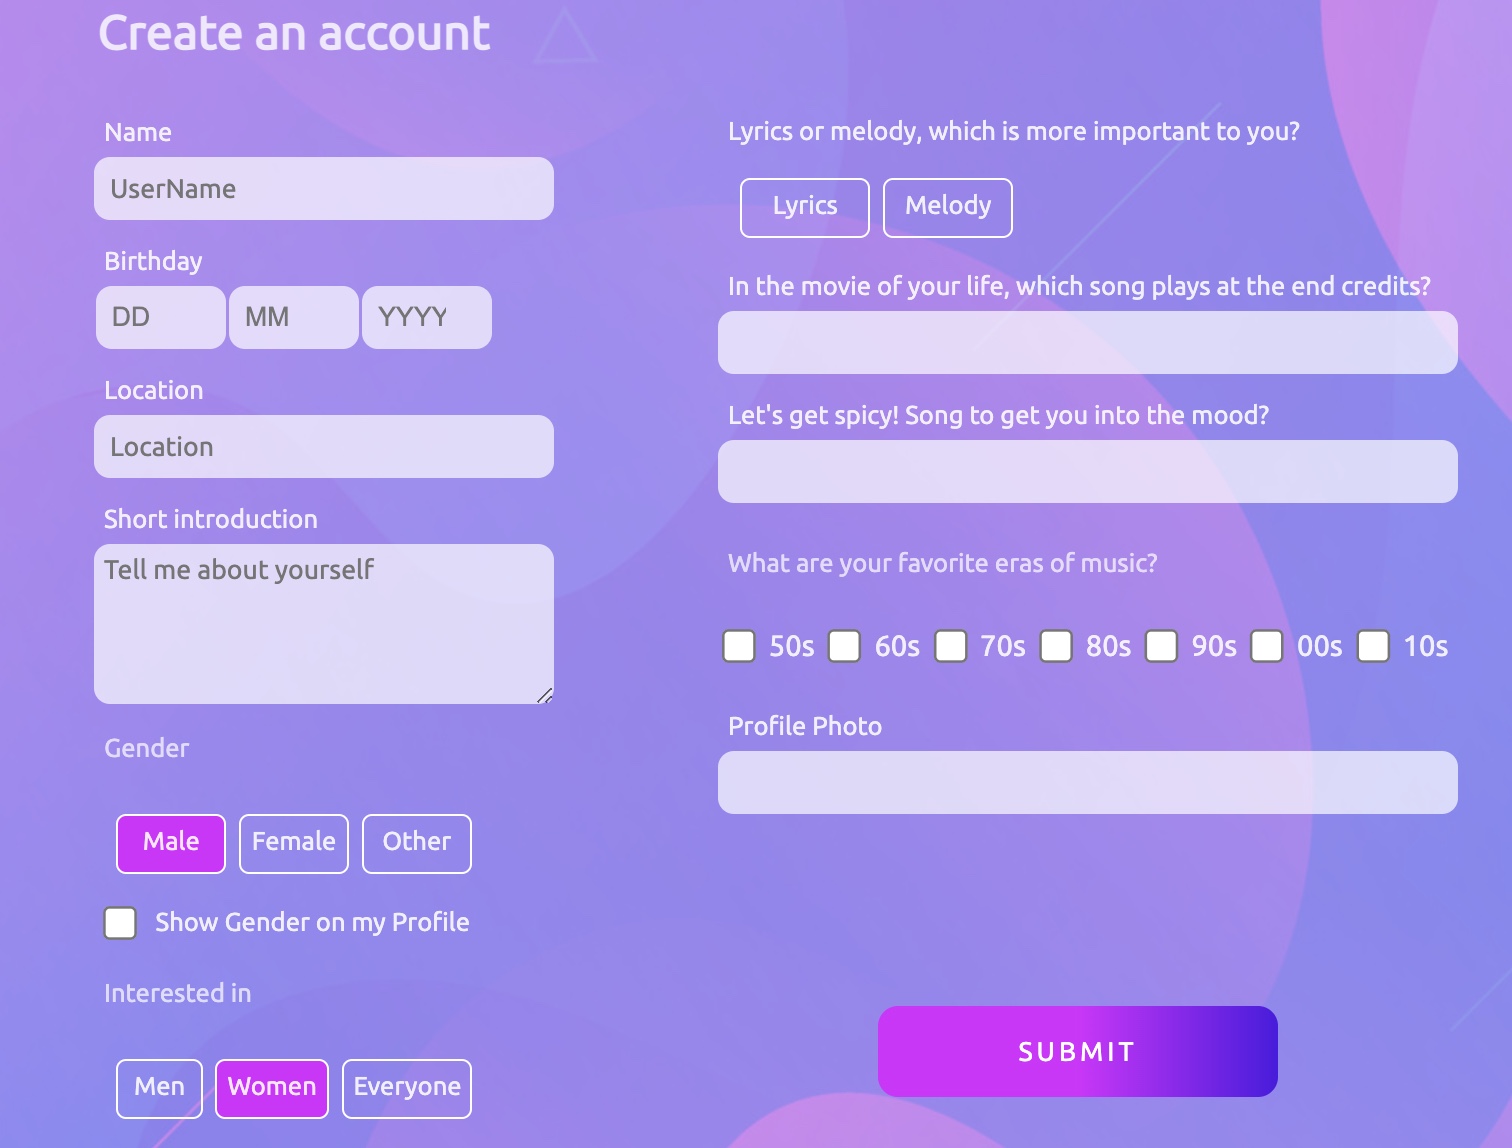 Create an account
Name
UserName
Birthday
DD MM YYYY
Location
Location
Short introduction
Tell me about yourself
Gender
Male Female Other
Show Gender on my Profile
Interested in
Men Women Everyone
Lyrics or melody, which is more important to you?
Lyrics Melody
In the movie of your life, which song plays at the end credits?
Let's get spicy! Song to get you into the mood?
What are your favorite eras of music?
50s 60s 70s 80s 90s 00s 10s
Profile Photo
SUBMIT